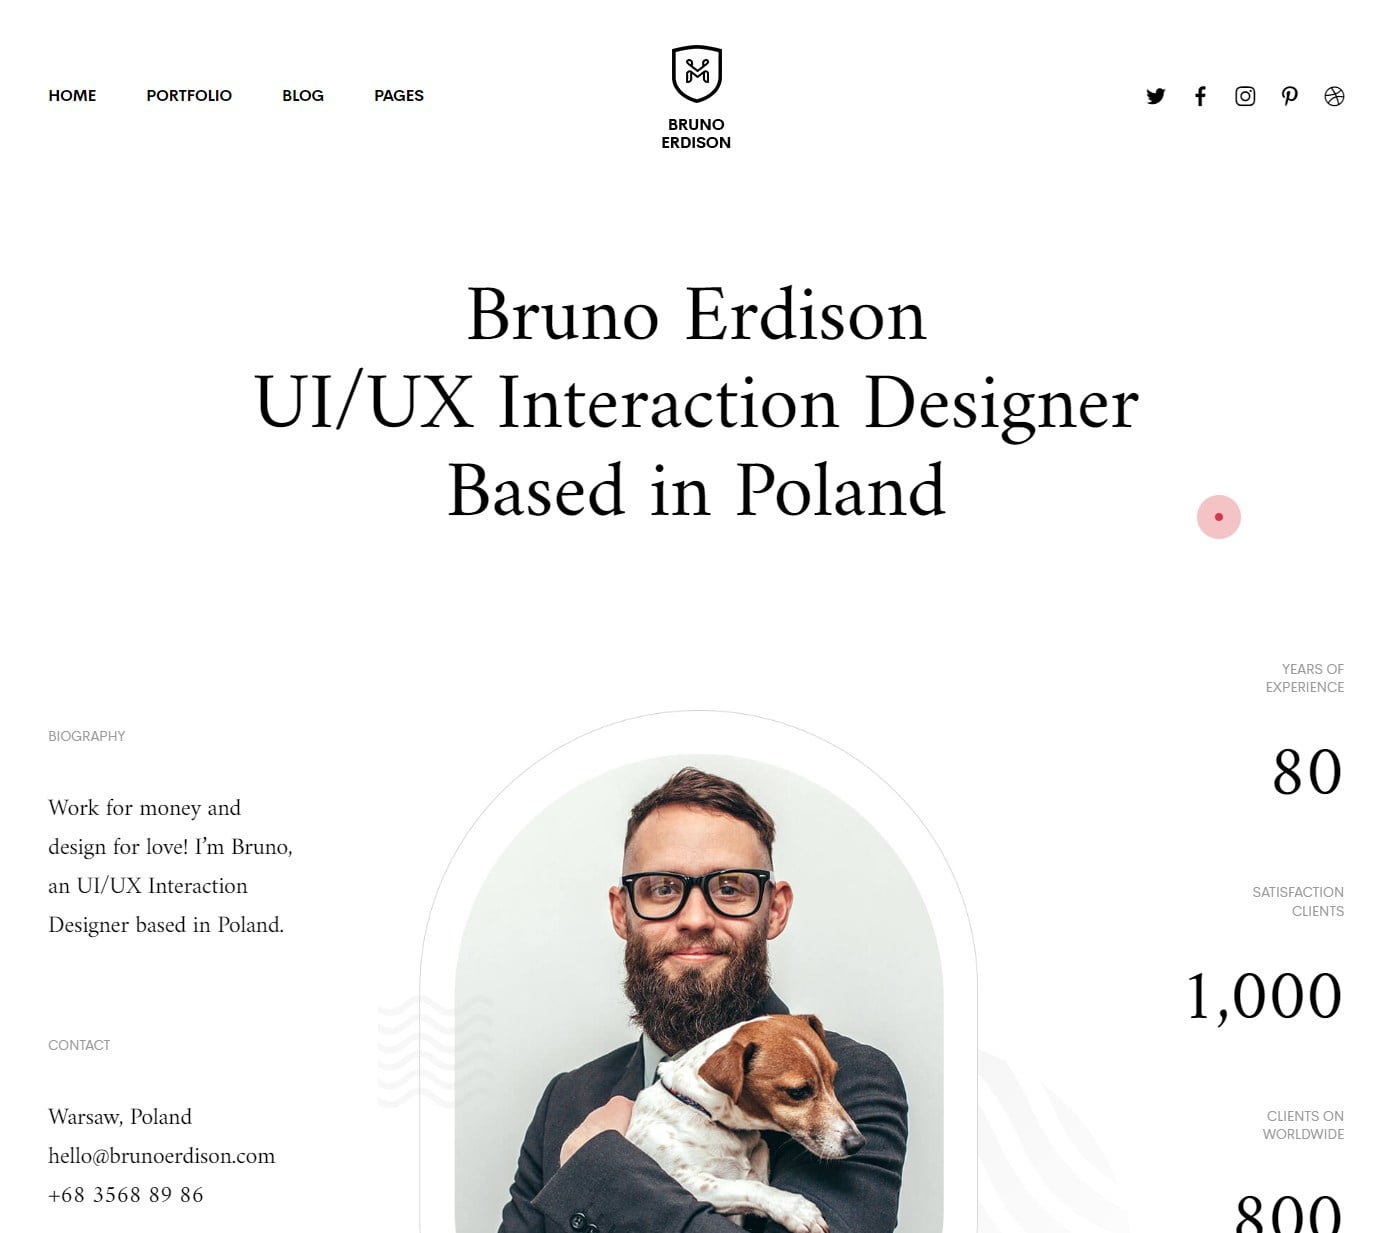 HOME PORTFOLIO BLOG PAGES
BRUNO
ERDISON
Bruno Erdison
UI/UX Interaction Designer
Based in Poland
BIOGRAPHY
Work for money and
design for love! I’m Bruno,
an UI/UX Interaction
Designer based in Poland.
CONTACT
Warsaw, Poland
hello@brunoerdison.com
+68 3568 89 86
YEARS OF
EXPERIENCE
80
SATISFACTION
CLIENTS
1,000
CLIENTS ON
WORLDWIDE
800